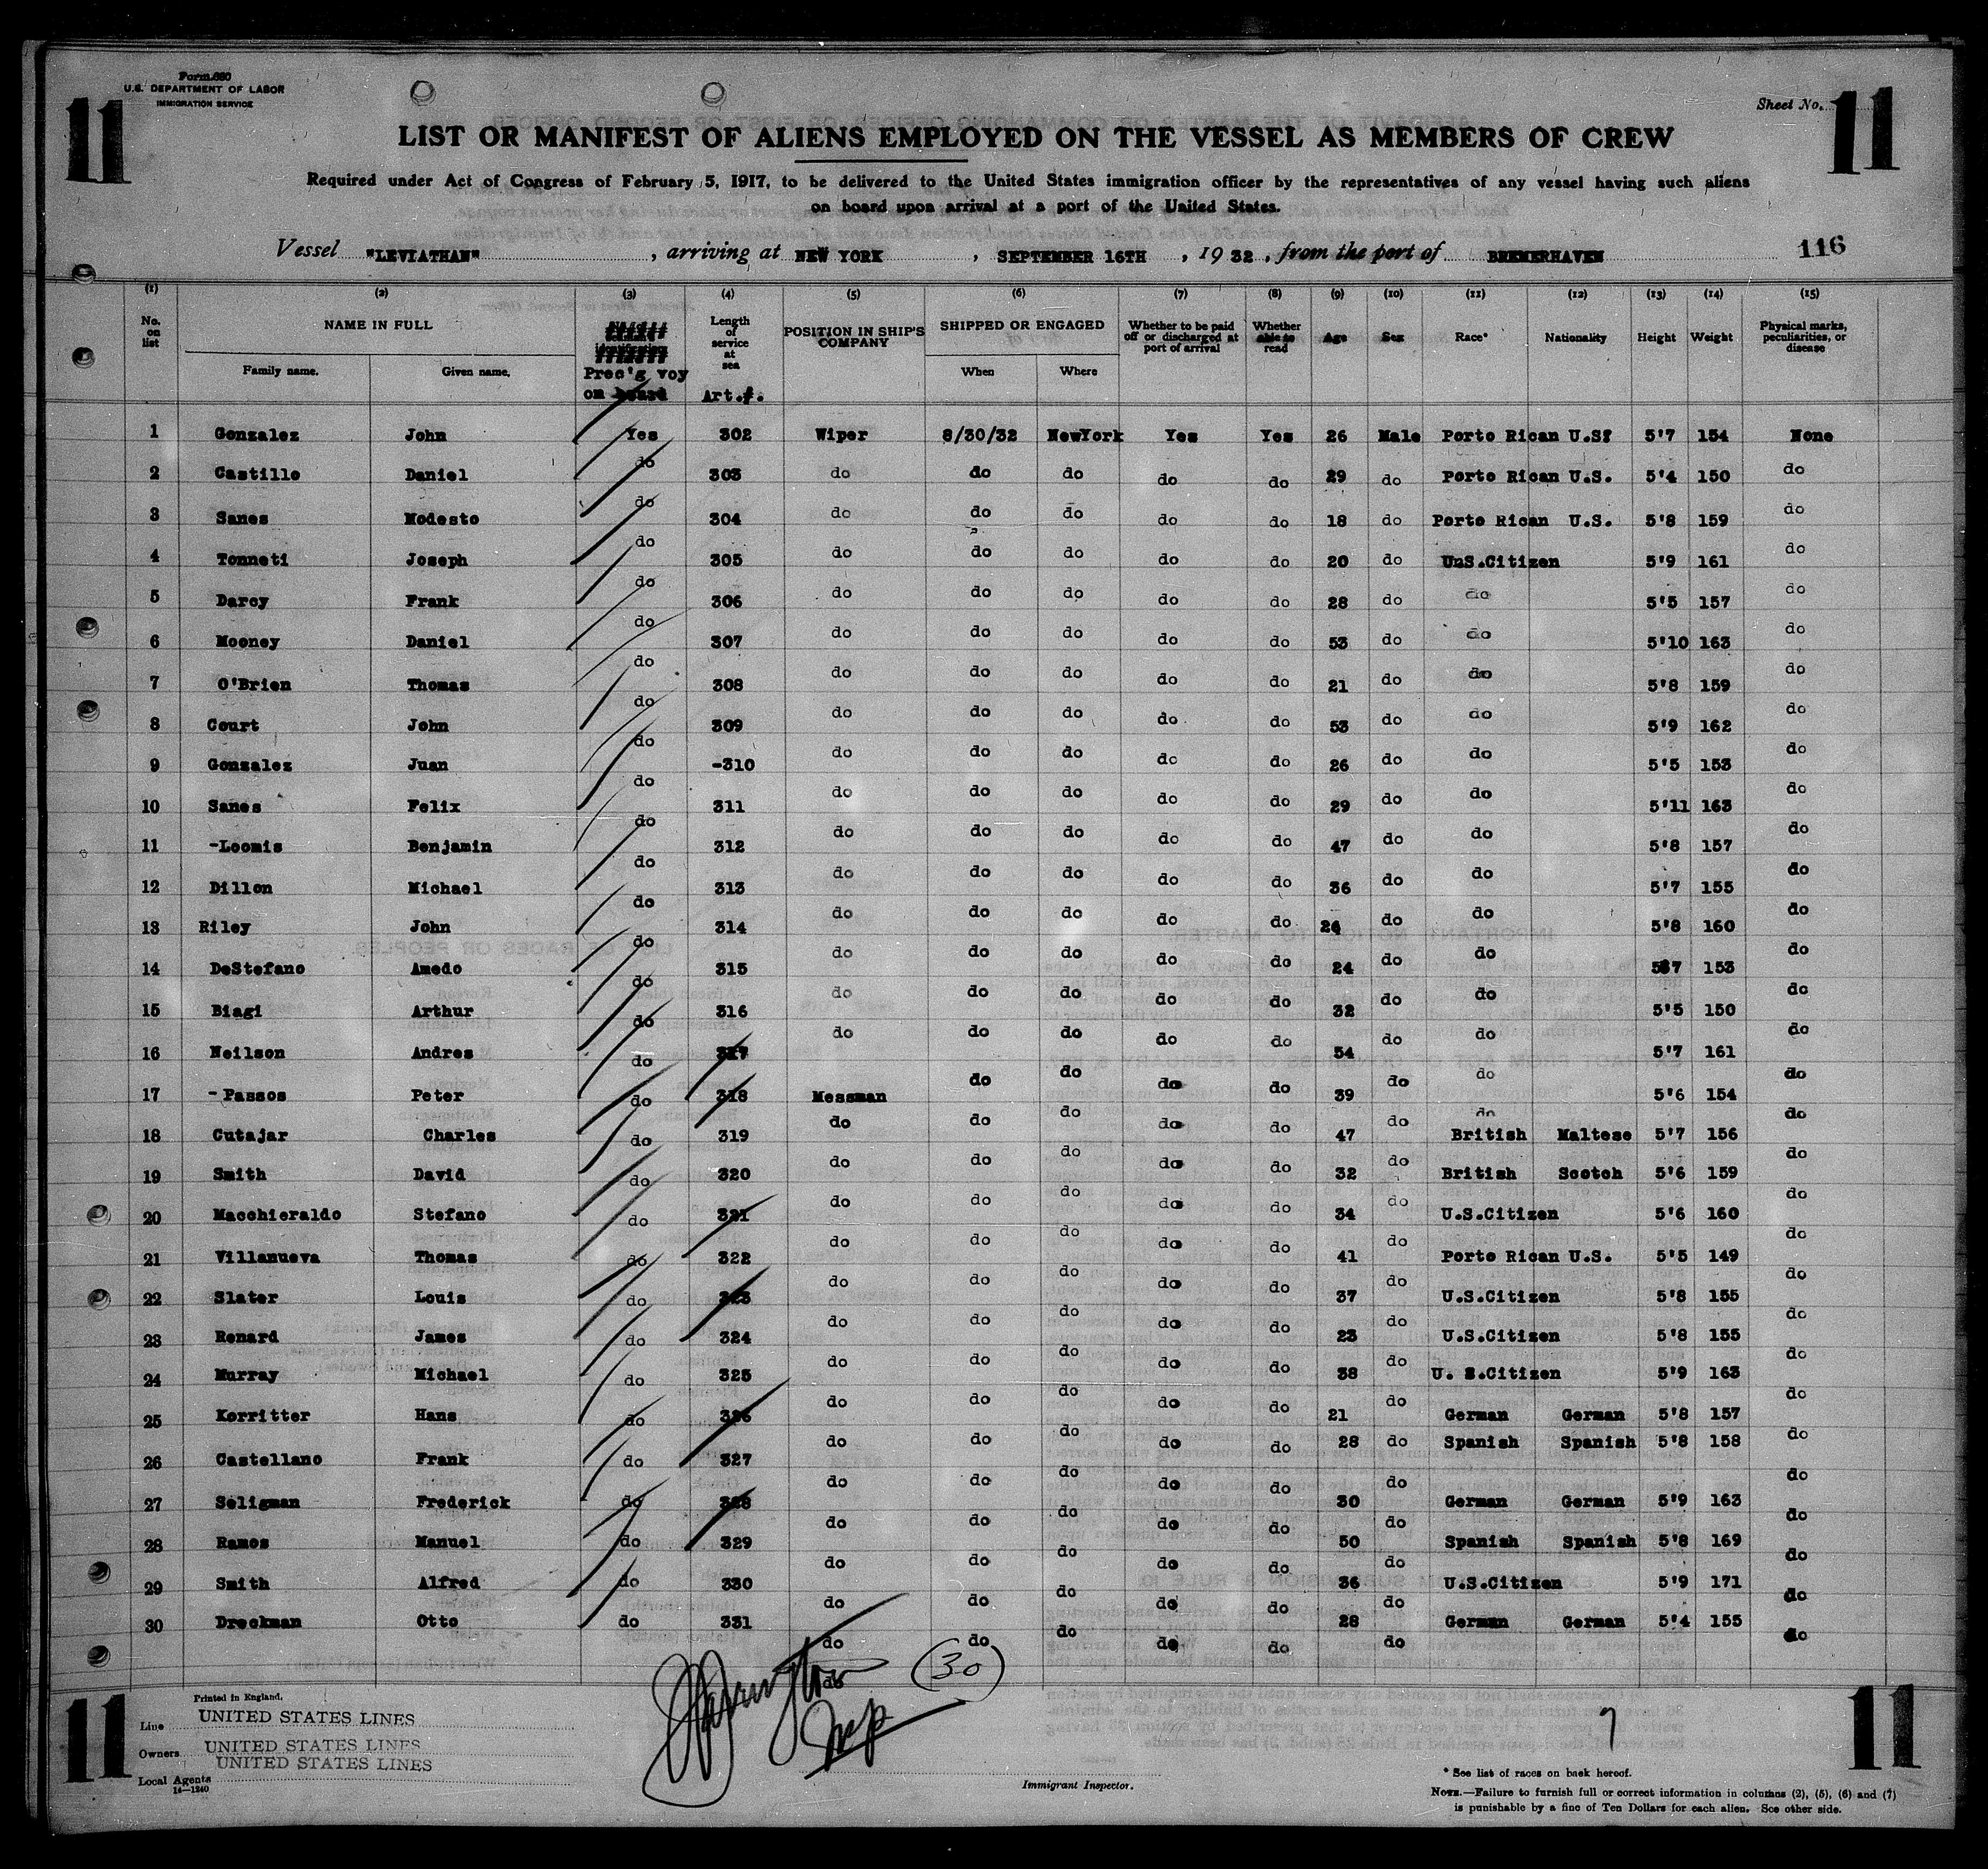 Form 680
U.S. DEPARTMENT OF LABOR
IMMIGRATION SERVICE
11
Sheet No. 11
LIST OR MANIFEST OF ALIENS EMPLOYED ON THE VESSEL AS MEMBERS OF CREW
Required under Act of Congress of February 5, 1917, to be delivered to the United States immigration officer by the representatives of any vessel having such aliens
on board upon arrival at a port of the United States.
Vessel "LEVIATHAN", arriving at NEW YORK, SEPTEMBER 16TH, 1932, from the port of BREMERHAVEN 116
(1) (2) (3) (4) (5) (6) (7) (8) (9) (10) (11) (12) (13) (14) (15)
No. on list NAME IN FULL Family name. Given name. identification Prec'g voy on board Length of service at sea Art.#. POSITION IN SHIP'S COMPANY SHIPPED OR ENGAGED When Where Whether to be paid off or discharged at port of arrival Whether able to read Age Sex Race* Nationality Height Weight Physical marks, peculiarities, or disease
1 Gonzalez John Yes 302 Wiper 8/30/32 NewYork Yes Yes 26 Male Porto Rican U.S. 5'7 154 None
2 Castillo Daniel do 303 do do do do do 29 do Porto Rican U.S. 5'4 150 do
3 Sanes Modesto do 304 do do do do do 18 do Porto Rican U.S. 5'8 159 do
4 Tonneti Joseph do 305 do do do do do 20 do UnS.Citizen 5'9 161 do
5 Darcy Frank do 306 do do do do do 28 do do 5'5 157 do
6 Mooney Daniel do 307 do do do do do 53 do do 5'10 163 do
7 O'Brien Thomas do 308 do do do do do 21 do do 5'8 159 do
8 Court John do 309 do do do do do 53 do do 5'9 162 do
9 Gonzalez Juan do -310 do do do do do 26 do do 5'5 153 do
10 Sanes Felix do 311 do do do do do 29 do do 5'11 163 do
11 -Loomis Benjamin do 312 do do do do do 47 do do 5'8 157 do
12 Dillon Michael do 313 do do do do do 36 do do 5'7 155 do
13 Riley John do 314 do do do do do 26 do do 5'8 160 do
14 DeStefano Amedo do 315 do do do do do 24 do do 5'7 153 do
15 Biagi Arthur do 316 do do do do do 32 do do 5'5 150 do
16 Neilson Andres do 317 do do do do do 54 do do 5'7 161 do
17 -Passos Peter do 318 Messman do do do do 39 do do 5'6 154 do
18 Cutajar Charles do 319 do do do do do 47 do British Maltese 5'7 156 do
19 Smith David do 320 do do do do do 32 do British Scotch 5'6 159 do
20 Macchieraldo Stefano do 321 do do do do do 34 do U.S.Citizen 5'6 160 do
21 Villanueva Thomas do 322 do do do do do 41 do Porto Rican U.S. 5'5 149 do
22 Slater Louis do 323 do do do do do 37 do U.S.Citizen 5'8 155 do
23 Renard James do 324 do do do do do 23 do U.S.Citizen 5'8 155 do
24 Murray Michael do 325 do do do do do 38 do U. S.Citizen 5'9 163 do
25 Korritter Hans do 326 do do do do do 21 do German German 5'8 157 do
26 Castellano Frank do 327 do do do do do 28 do Spanish Spanish 5'8 158 do
27 Seligman Frederick do 328 do do do do do 30 do German German 5'9 163 do
28 Ramos Manuel do 329 do do do do do 50 do Spanish Spanish 5'8 169 do
29 Smith Alfred do 330 do do do do do 36 do U.S.Citizen 5'9 171 do
30 Dreckman Otto do 331 do do do do do 28 do German German 5'4 155 do
(30)
Insp
11
Printed in England.
Line UNITED STATES LINES
Owners UNITED STATES LINES
Local Agents UNITED STATES LINES
14—1240
Immigrant Inspector.
7
11
* See list of races on back hereof.
NOTE.—Failure to furnish full or correct information in columns (2), (5), (6) and (7)
is punishable by a fine of Ten Dollars for each alien. See other side.